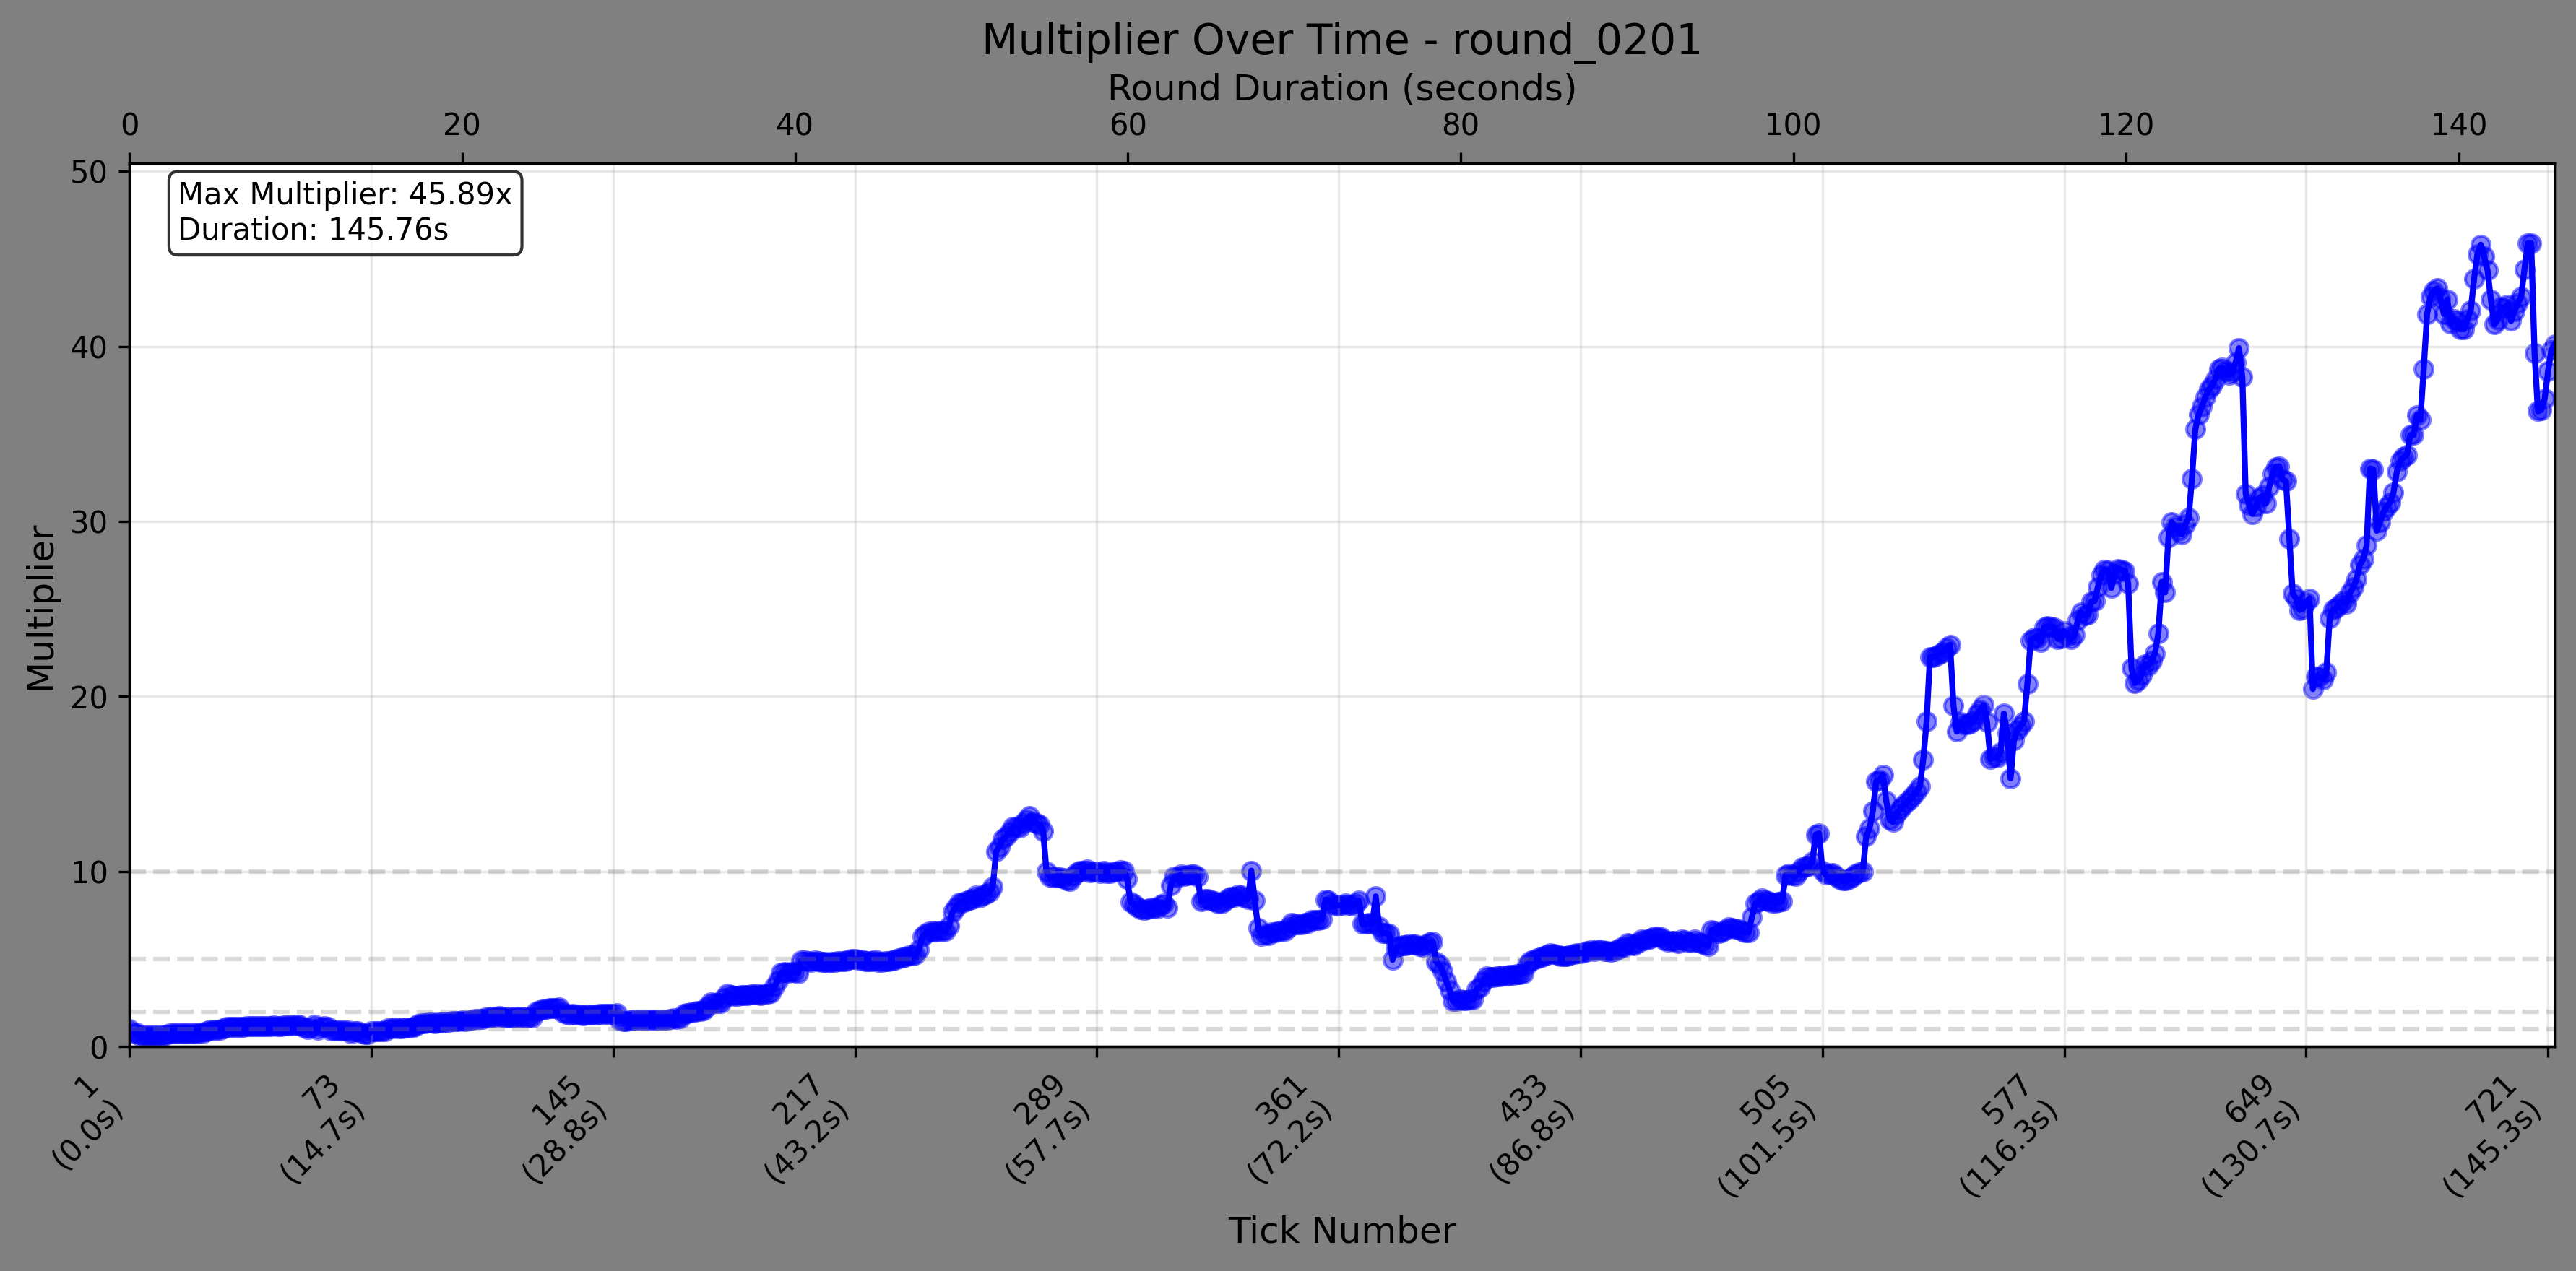 Multiplier Over Time - round_0201
Round Duration (seconds)
0 20 40 60 80 100 120 140
Max Multiplier: 45.89x
Duration: 145.76s
Multiplier
50
40
30
20
10
0
1
(0.0s)
73
(14.7s)
145
(28.8s)
217
(43.2s)
289
(57.7s)
361
(72.2s)
433
(86.8s)
505
(101.5s)
577
(116.3s)
649
(130.7s)
721
(145.3s)
Tick Number